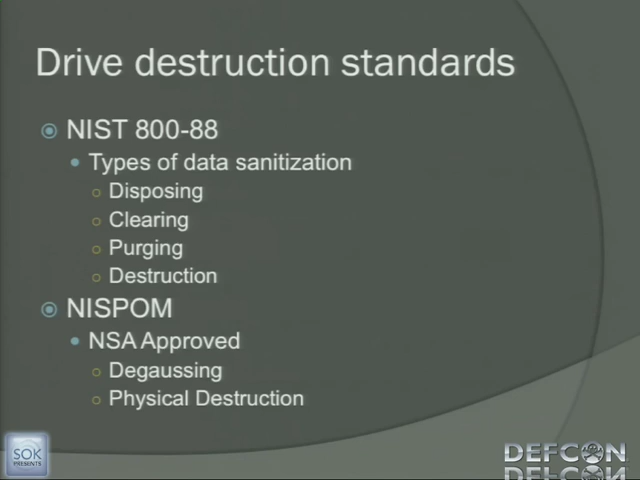 Drive destruction standards
NIST 800-88
Types of data sanitization
Disposing
Clearing
Purging
Destruction
NISPOM
NSA Approved
Degaussing
Physical Destruction
SOK
PRESENTS
DEFCON